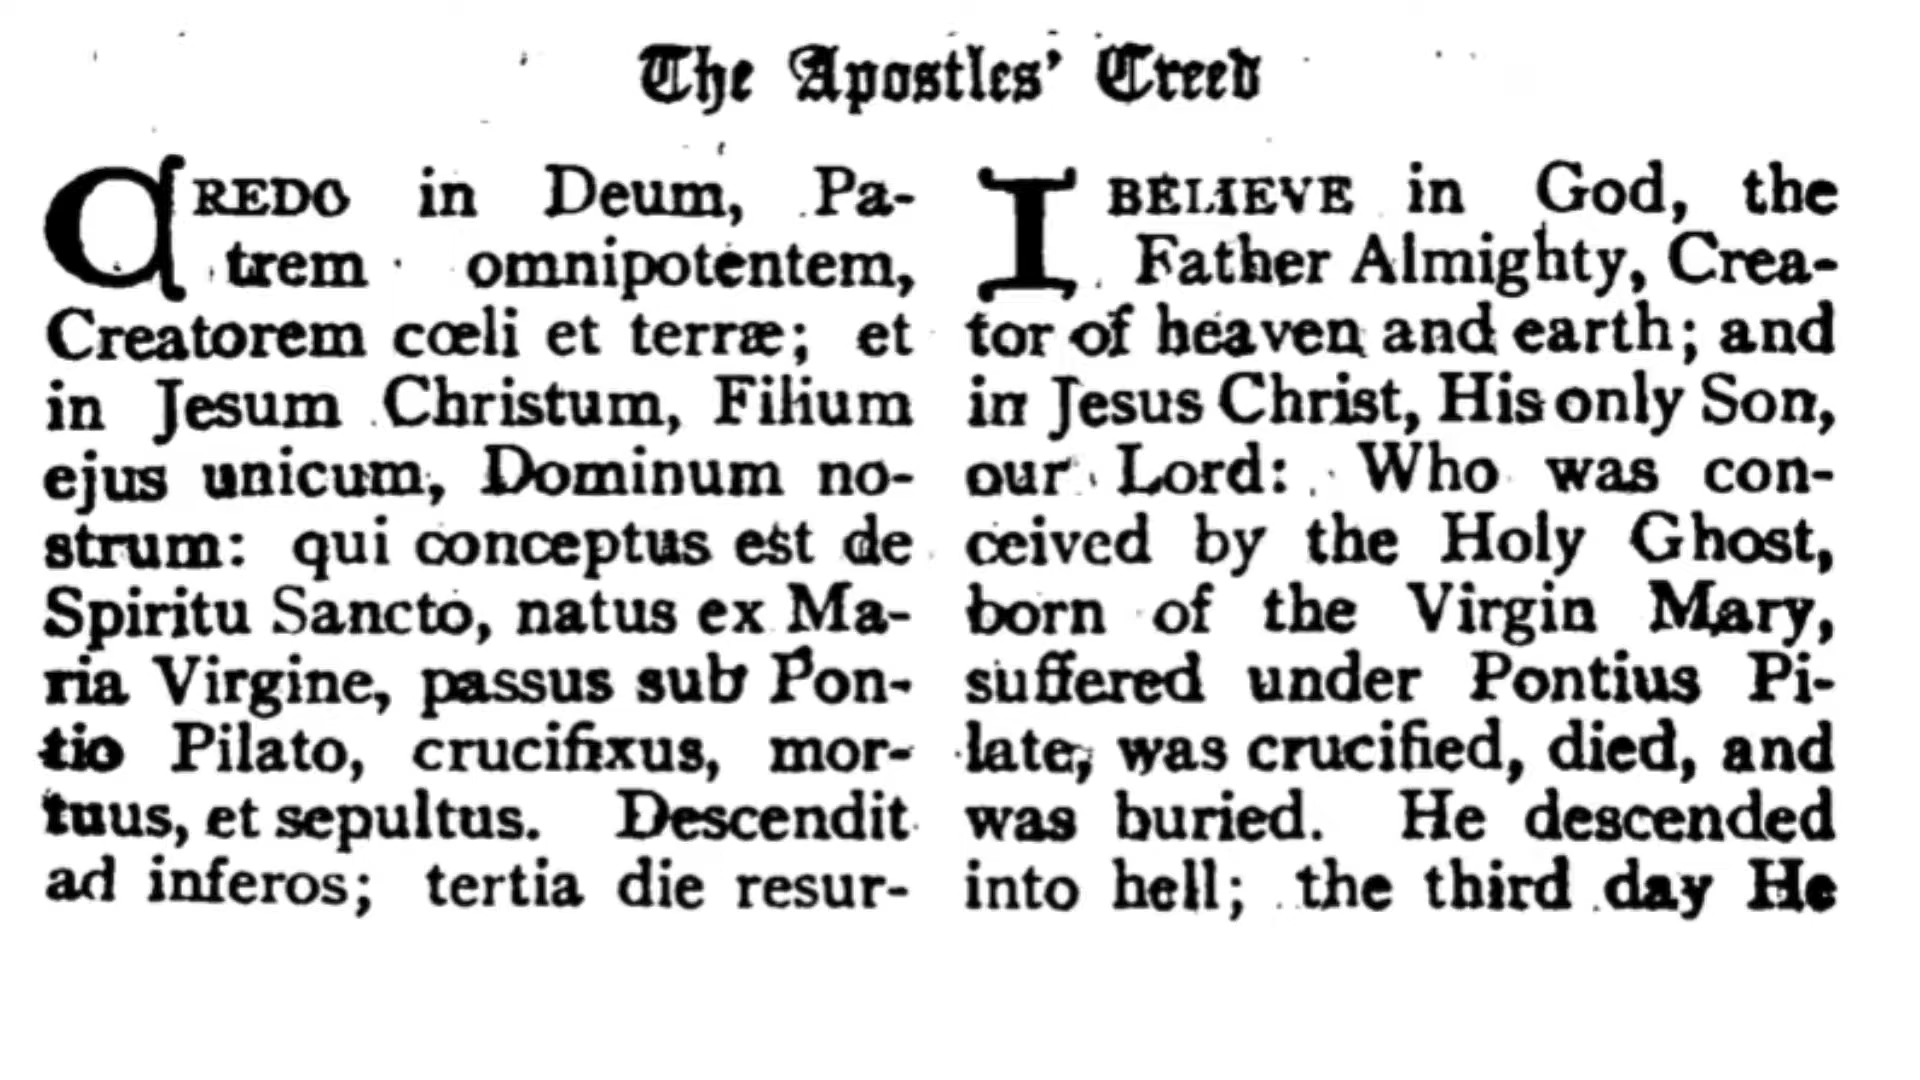 The Apostles' Creed
CREDO in Deum, Pa-
trem omnipotentem,
Creatorem cœli et terræ; et
in Jesum Christum, Filium
ejus unicum, Dominum no-
strum: qui conceptus est de
Spiritu Sancto, natus ex Ma-
ria Virgine, passus sub Pon-
tio Pilato, crucifixus, mor-
tuus, et sepultus. Descendit
ad inferos; tertia die resur-
I BELIEVE in God, the
Father Almighty, Crea-
tor of heaven and earth; and
in Jesus Christ, His only Son,
our Lord: Who was con-
ceived by the Holy Ghost,
born of the Virgin Mary,
suffered under Pontius Pi-
late, was crucified, died, and
was buried. He descended
into hell; the third day He